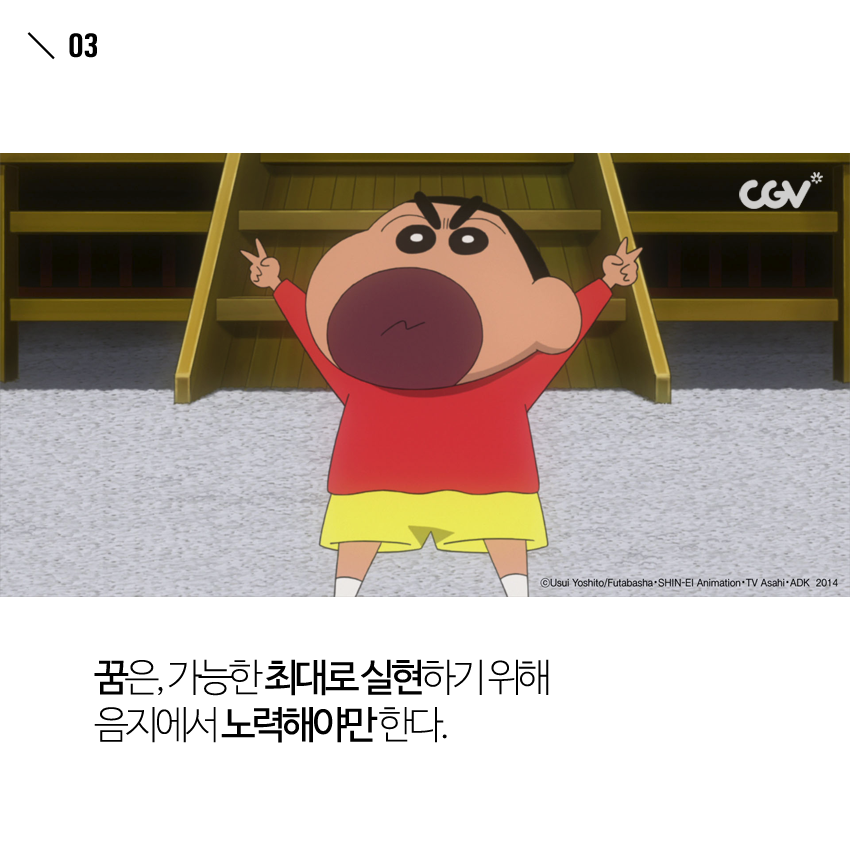 03
CGV
©Usui Yoshito/Futabasha•SHIN-EI Animation•TV Asahi•ADK 2014
꿈은, 가능한 최대로 실현하기 위해
음지에서 노력해야만 한다.